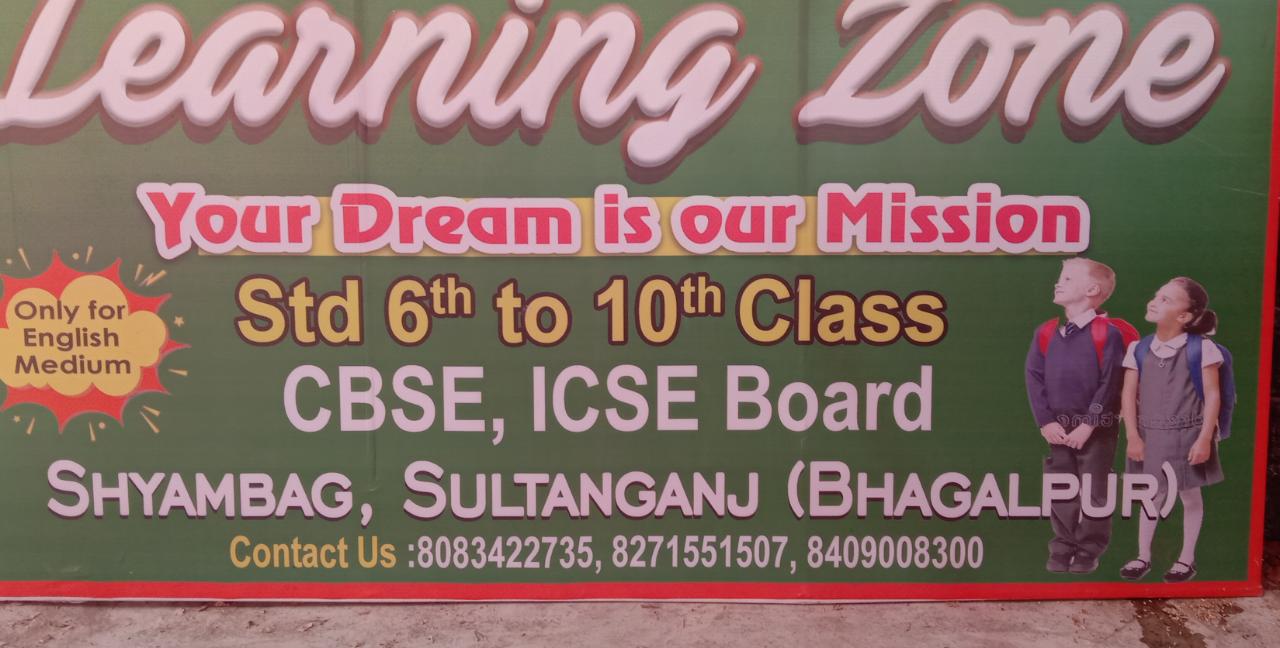 Learning Zone
Your Dream is our Mission
Std 6th to 10th Class
Only for
English
Medium
CBSE, ICSE Board
SHYAMBAG, SULTANGANJ (BHAGALPUR)
Contact Us :8083422735, 8271551507, 8409008300